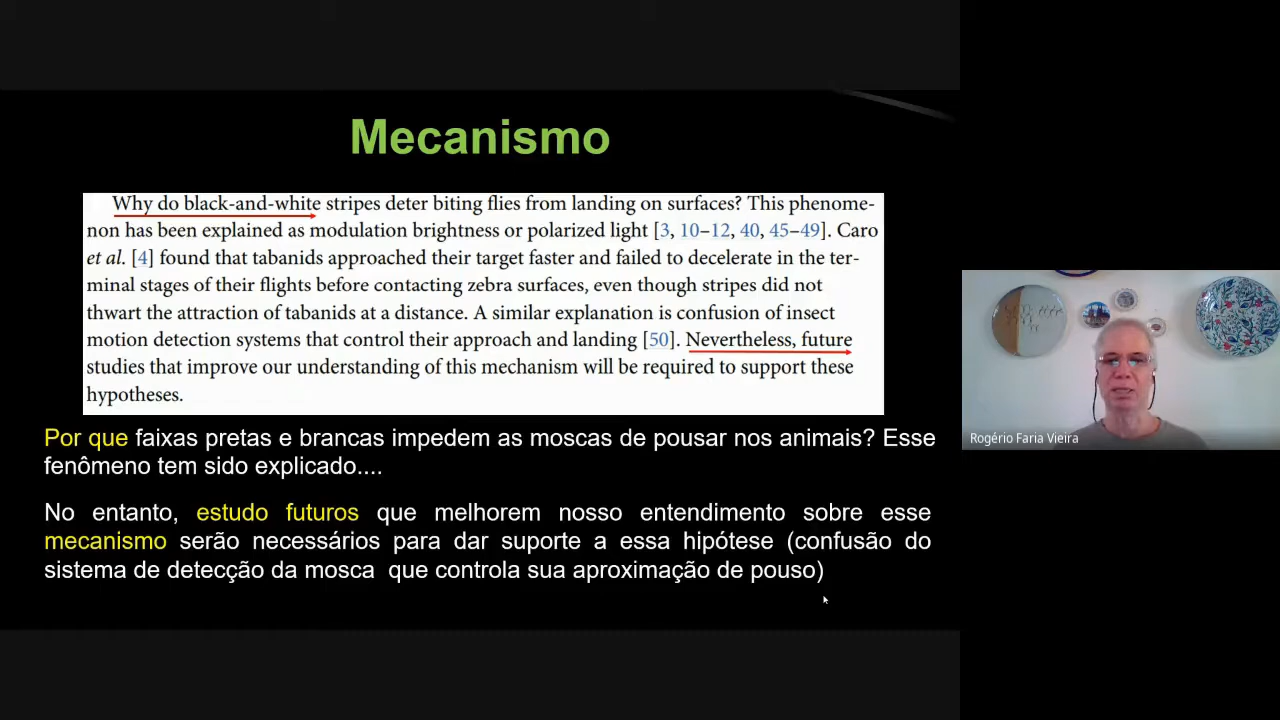 Mecanismo
Why do black-and-white stripes deter biting flies from landing on surfaces? This phenome-
non has been explained as modulation brightness or polarized light [3, 10–12, 40, 45–49]. Caro
et al. [4] found that tabanids approached their target faster and failed to decelerate in the ter-
minal stages of their flights before contacting zebra surfaces, even though stripes did not
thwart the attraction of tabanids at a distance. A similar explanation is confusion of insect
motion detection systems that control their approach and landing [50]. Nevertheless, future
studies that improve our understanding of this mechanism will be required to support these
hypotheses.
Por que faixas pretas e brancas impedem as moscas de pousar nos animais? Esse
fenômeno tem sido explicado....
No entanto, estudo futuros que melhorem nosso entendimento sobre esse
mecanismo serão necessários para dar suporte a essa hipótese (confusão do
sistema de detecção da mosca que controla sua aproximação de pouso)
Rogério Faria Vieira